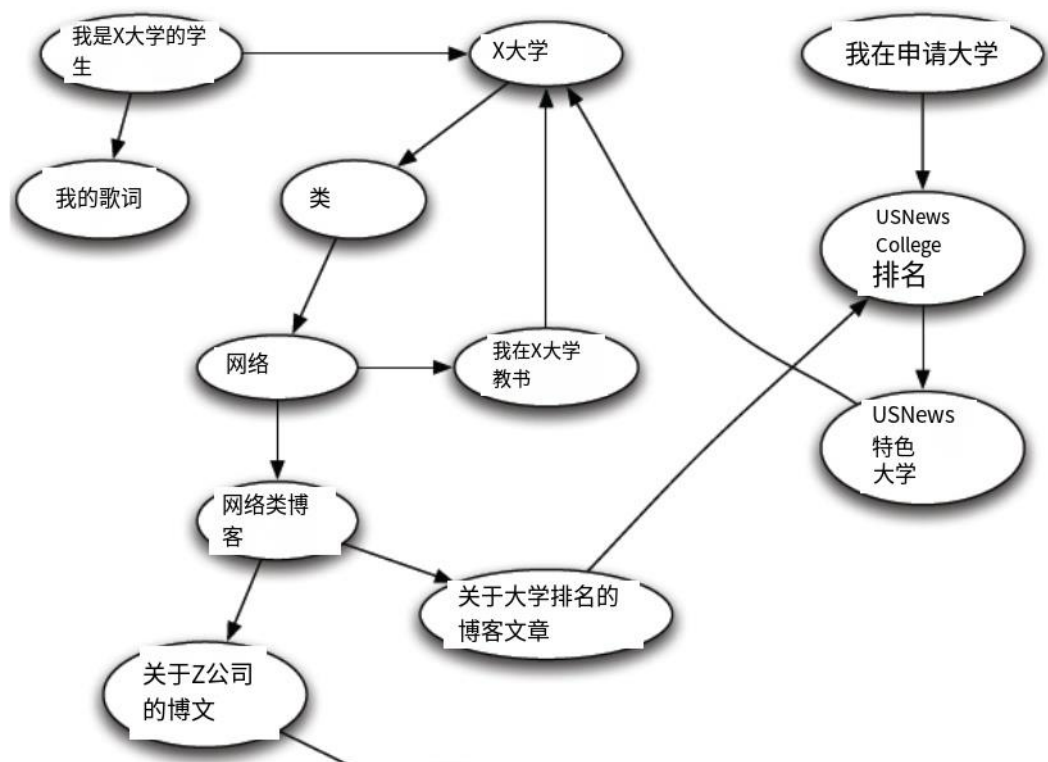 我是X大学的学
生
X大学
我在申请大学
我的歌词
类
USNews
College
排名
网络
我在X大学
教书
USNews
特色
大学
网络类博
客
关于大学排名的
博客文章
关于Z公司
的博文